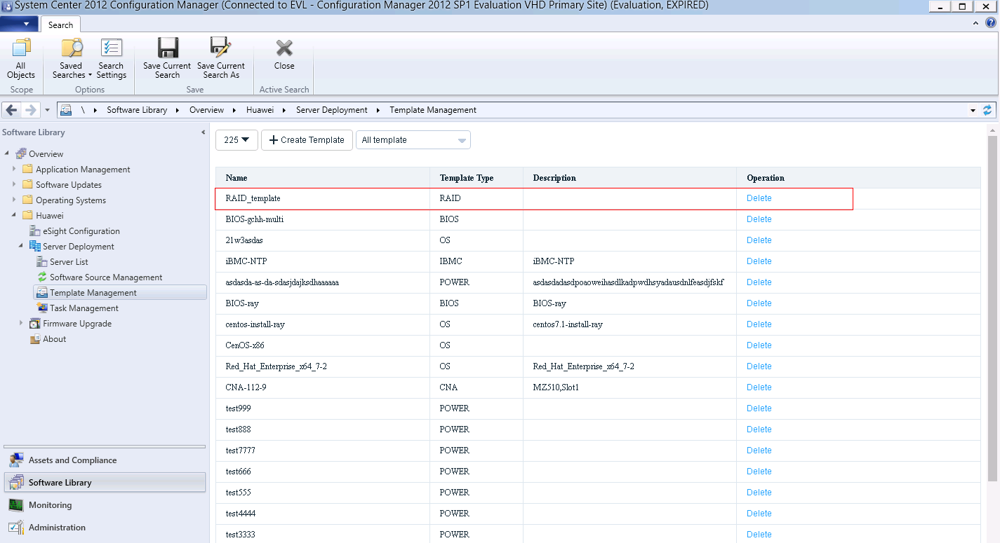 System Center 2012 Configuration Manager (Connected to EVL - Configuration Manager 2012 SP1 Evaluation VHD Primary Site) (Evaluation, EXPIRED)
Search
All Objects
Saved Searches
Search Settings
Save Current Search
Save Current Search As
Close
Scope
Options
Save
Active Search
\ Software Library Overview Huawei Server Deployment Template Management
Software Library
Overview
Application Management
Software Updates
Operating Systems
Huawei
eSight Configuration
Server Deployment
Server List
Software Source Management
Template Management
Task Management
Firmware Upgrade
About
Assets and Compliance
Software Library
Monitoring
Administration
225 + Create Template All template
Name Template Type Description Operation
RAID_template RAID Delete
BIOS-gchh-multi BIOS Delete
21w3asdas OS Delete
iBMC-NTP IBMC iBMC-NTP Delete
asdasda-as-da-sdasjdajksdhaaaaaa POWER asdasdadasdpoaoweihasdlkadpwdhsyadausdnlfeasdjfskf Delete
BIOS-ray BIOS BIOS-ray Delete
centos-install-ray OS centos7.1-install-ray Delete
CenOS-x86 OS Delete
Red_Hat_Enterprise_x64_7-2 OS Red_Hat_Enterprise_x64_7-2 Delete
CNA-112-9 CNA MZ510,Slot1 Delete
test999 POWER Delete
test888 POWER Delete
test7777 POWER Delete
test666 POWER Delete
test555 POWER Delete
test4444 POWER Delete
test3333 POWER Delete